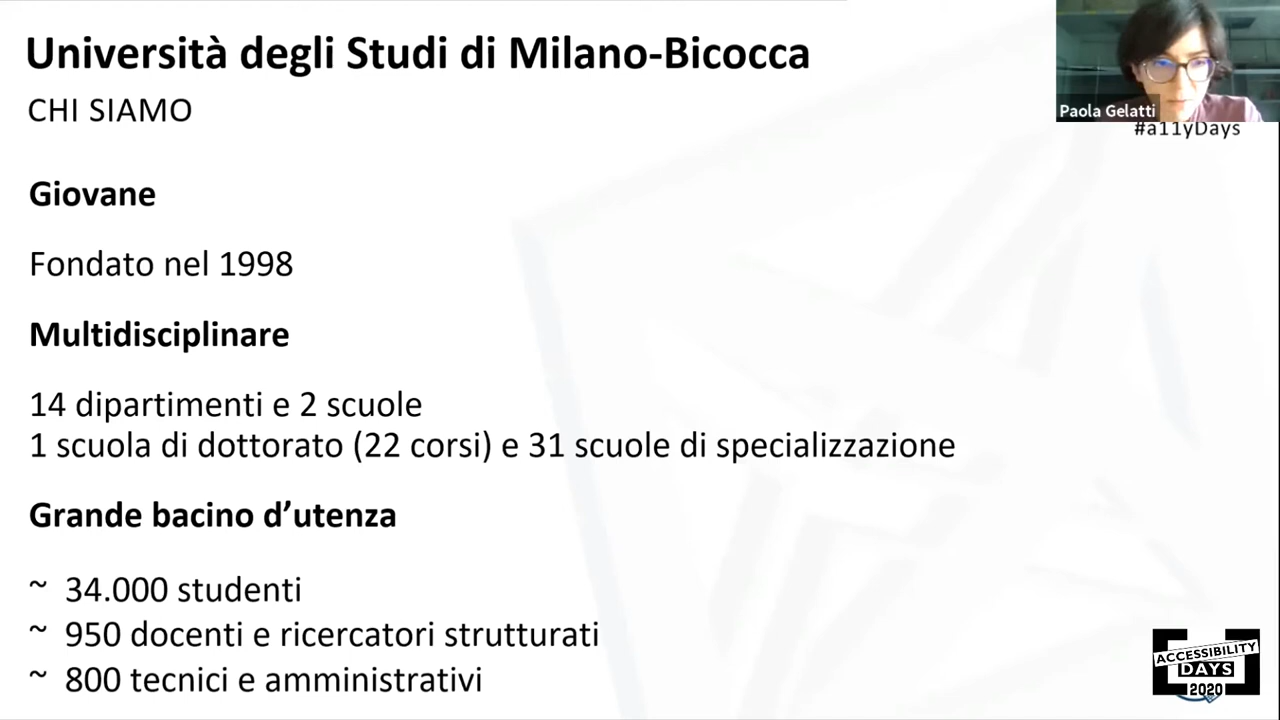 Università degli Studi di Milano-Bicocca
CHI SIAMO
Paola Gelatti
#a11yDays
Giovane
Fondato nel 1998
Multidisciplinare
14 dipartimenti e 2 scuole
1 scuola di dottorato (22 corsi) e 31 scuole di specializzazione
Grande bacino d’utenza
~ 34.000 studenti
~ 950 docenti e ricercatori strutturati
~ 800 tecnici e amministrativi
ACCESSIBILITY
DAYS
2020